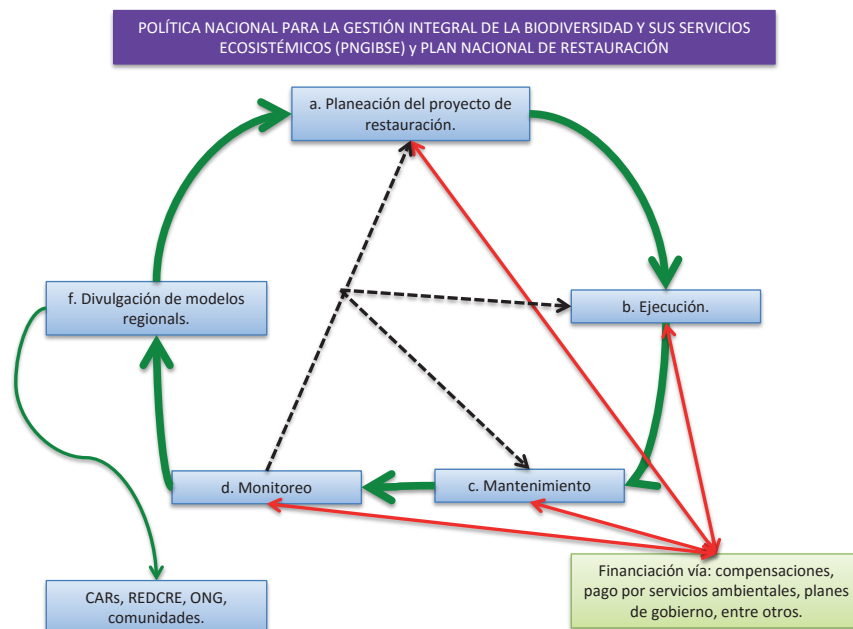 POLÍTICA NACIONAL PARA LA GESTIÓN INTEGRAL DE LA BIODIVERSIDAD Y SUS SERVICIOS
ECOSISTÉMICOS (PNGIBSE) y PLAN NACIONAL DE RESTAURACIÓN
a. Planeación del proyecto de
restauración.
f. Divulgación de modelos
regionals.
b. Ejecución.
d. Monitoreo
c. Mantenimiento
CARs, REDCRE, ONG,
comunidades.
Financiación vía: compensaciones,
pago por servicios ambientales, planes
de gobierno, entre otros.